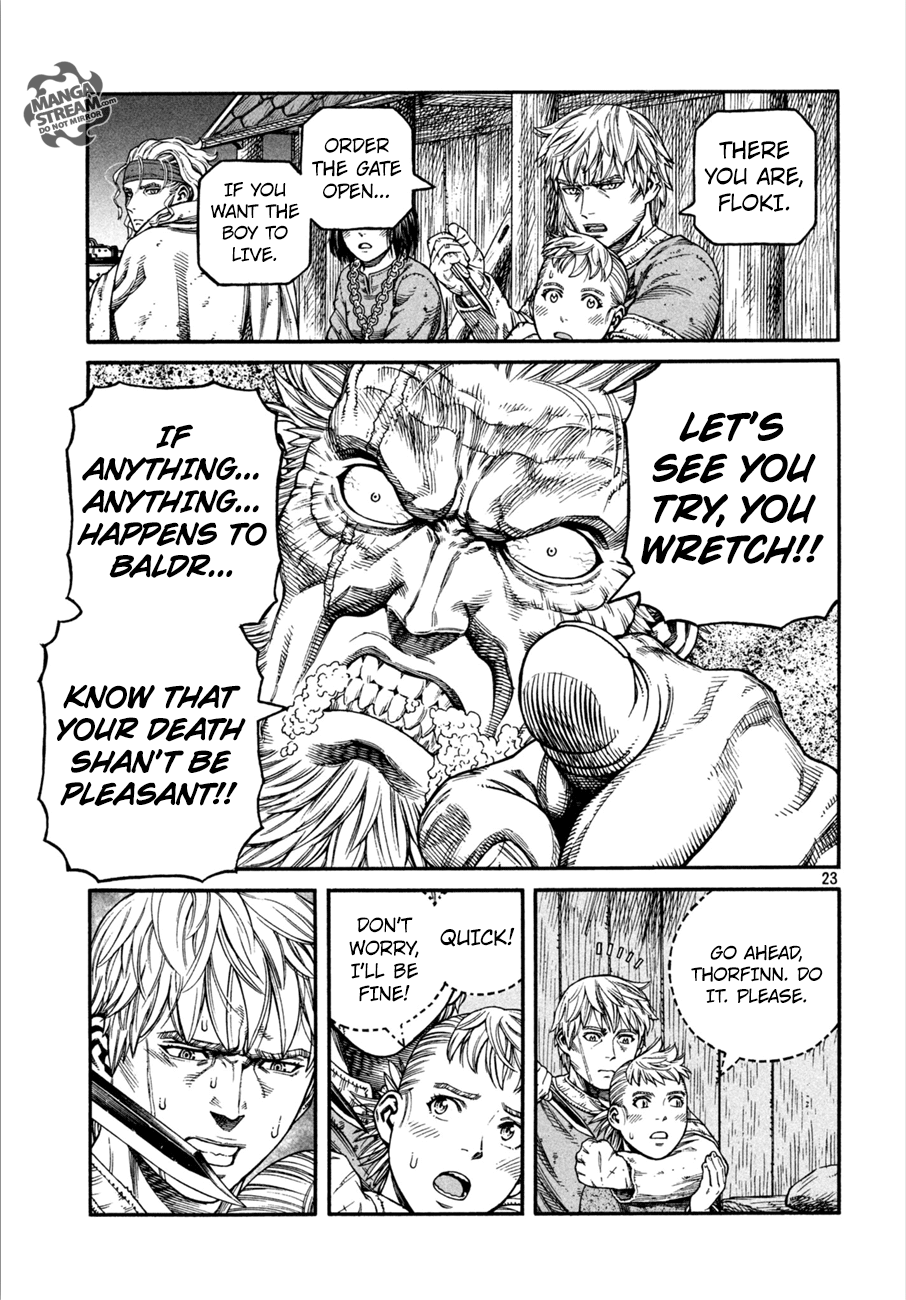 MANGA
STREAM.com
DO NOT MIRROR
THERE
YOU ARE,
FLOKI.
ORDER
THE GATE
OPEN...
IF YOU
WANT THE
BOY TO
LIVE.
LET'S
SEE YOU
TRY, YOU
WRETCH!!
IF
ANYTHING...
ANYTHING...
HAPPENS TO
BALDR...
KNOW THAT
YOUR DEATH
SHAN'T BE
PLEASANT!!
23
GO AHEAD,
THORFINN. DO
IT. PLEASE.
QUICK!
DON'T
WORRY,
I'LL BE
FINE!